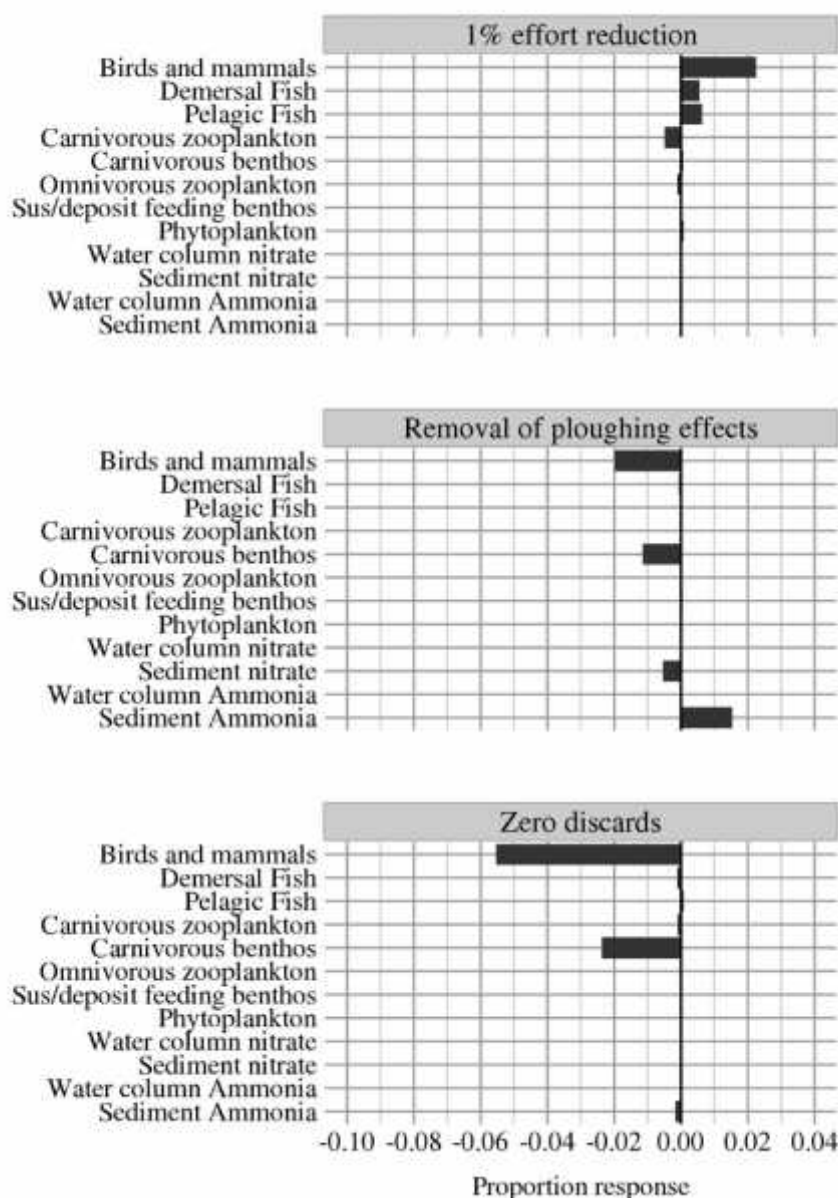 1% effort reduction
Birds and mammals
Demersal Fish
Pelagic Fish
Carnivorous zooplankton
Carnivorous benthos
Omnivorous zooplankton
Sus/deposit feeding benthos
Phytoplankton
Water column nitrate
Sediment nitrate
Water column Ammonia
Sediment Ammonia
Removal of ploughing effects
Birds and mammals
Demersal Fish
Pelagic Fish
Carnivorous zooplankton
Carnivorous benthos
Omnivorous zooplankton
Sus/deposit feeding benthos
Phytoplankton
Water column nitrate
Sediment nitrate
Water column Ammonia
Sediment Ammonia
Zero discards
Birds and mammals
Demersal Fish
Pelagic Fish
Carnivorous zooplankton
Carnivorous benthos
Omnivorous zooplankton
Sus/deposit feeding benthos
Phytoplankton
Water column nitrate
Sediment nitrate
Water column Ammonia
Sediment Ammonia
-0.10 -0.08 -0.06 -0.04 -0.02 0.00 0.02 0.04
Proportion response